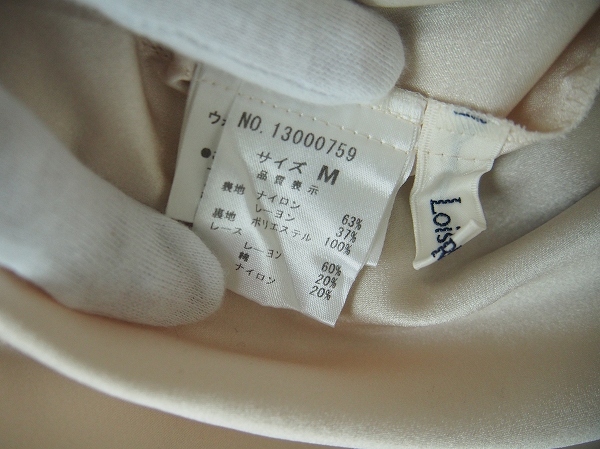 NO.13000759
サイズ M
品質表示
表地 ナイロン 63%
レーヨン 37%
裏地 ポリエステル 100%
レース
レーヨン 60%
綿 20%
ナイロン 20%